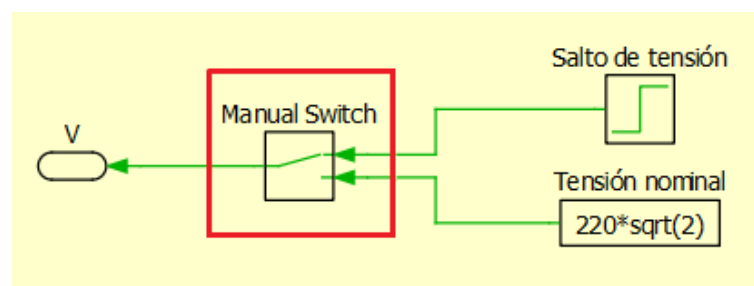 Salto de tensión
Manual Switch
V
Tensión nominal
220*sqrt(2)